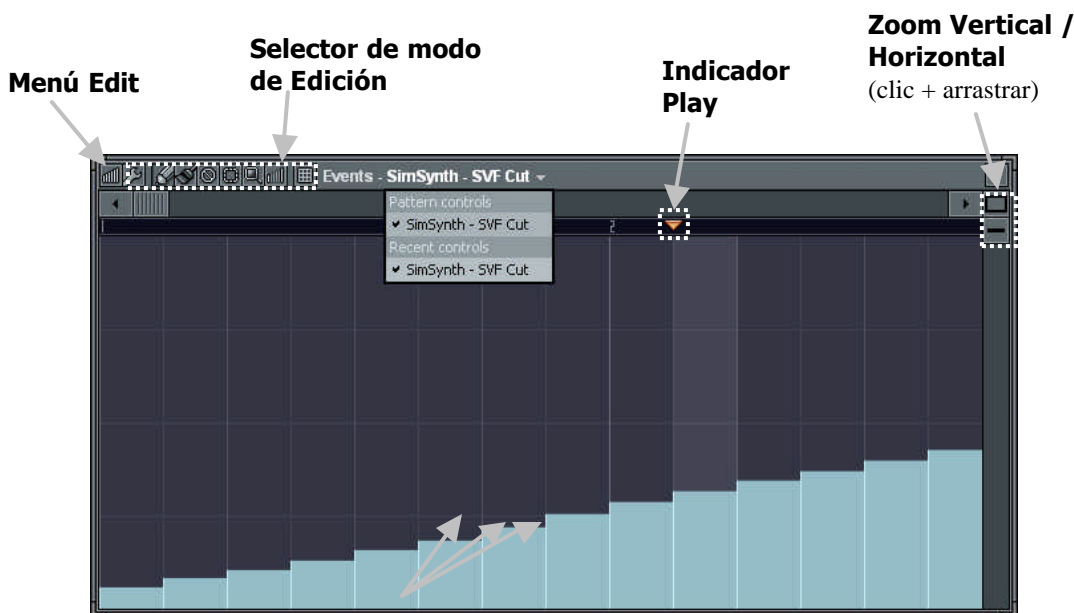 Zoom Vertical /
Horizontal
(clic + arrastrar)
Selector de modo
de Edición
Indicador
Play
Menú Edit
Events - SimSynth - SVF Cut
Pattern controls
SimSynth - SVF Cut
Recent controls
SimSynth - SVF Cut
2